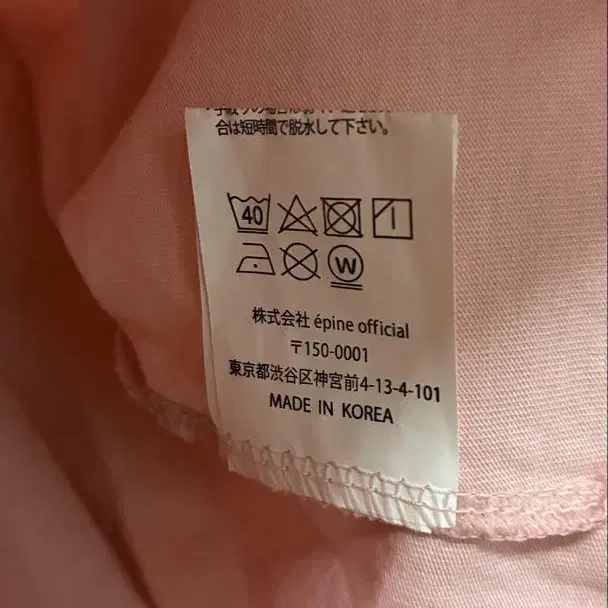 合は短時間で脱水して下さい。
40
W
株式会社 épine official
〒150-0001
東京都渋谷区神宮前4-13-4-101
MADE IN KOREA